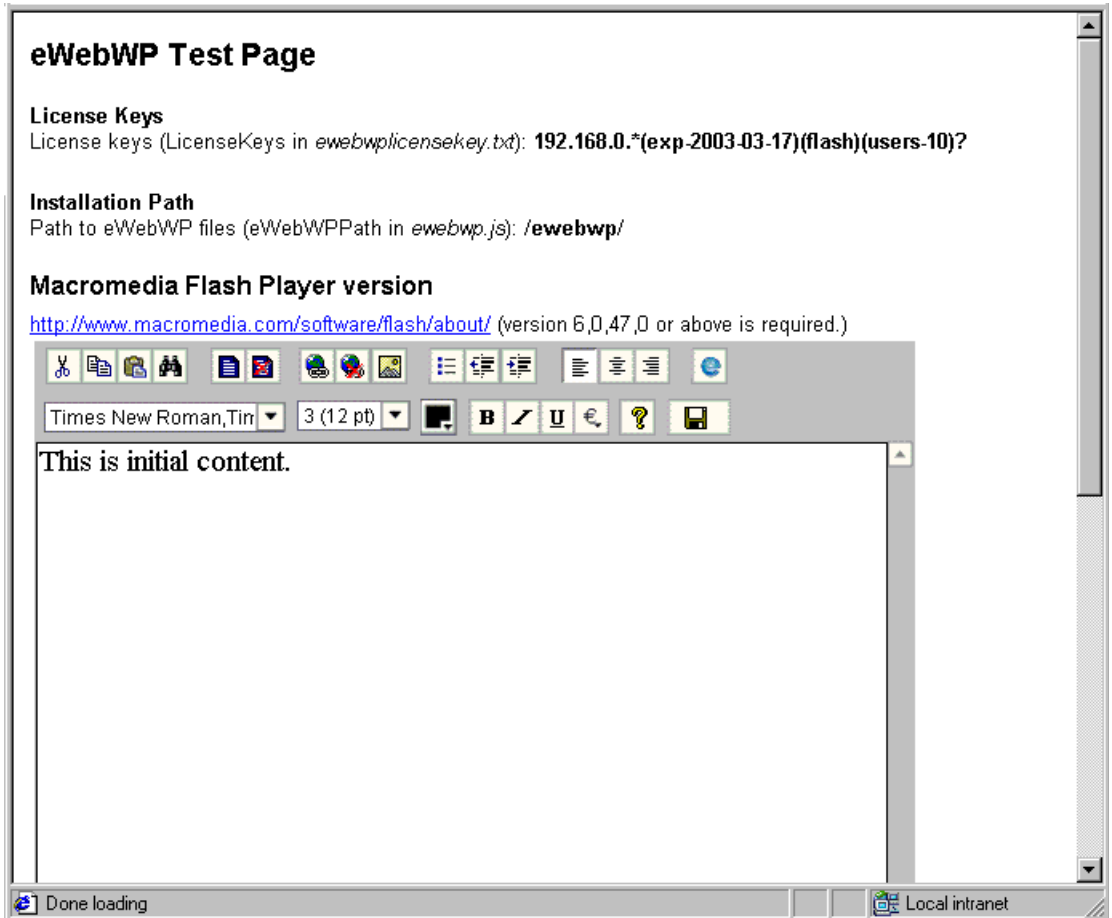 eWebWP Test Page
License Keys
License keys (LicenseKeys in ewebwplicensekey.txt): 192.168.0.*(exp-2003-03-17)(flash)(users-10)?
Installation Path
Path to eWebWP files (eWebWPPath in ewebwp.js): /ewebwp/
Macromedia Flash Player version
http://www.macromedia.com/software/flash/about/ (version 6,0,47,0 or above is required.)
Times New Roman,Tin 3 (12 pt) B I U € ?
This is initial content.
Done loading Local intranet